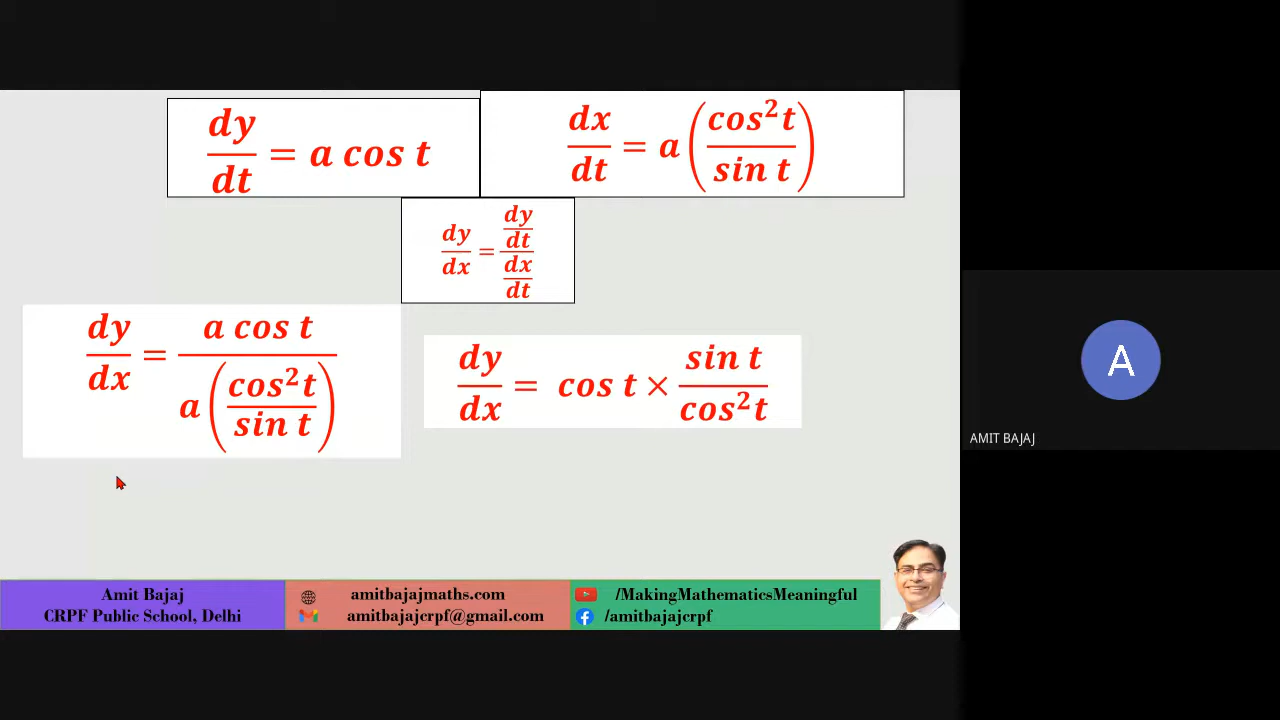 dy/dt = a cos t
dx/dt = a(cos²t/sin t)
dy/dx = (dy/dt)/(dx/dt)
dy/dx = a cos t/a(cos²t/sin t)
dy/dx = cos t × sin t/cos²t
A
AMIT BAJAJ
Amit Bajaj
CRPF Public School, Delhi
amitbajajmaths.com
amitbajajcrpf@gmail.com
/MakingMathematicsMeaningful
/amitbajajcrpf